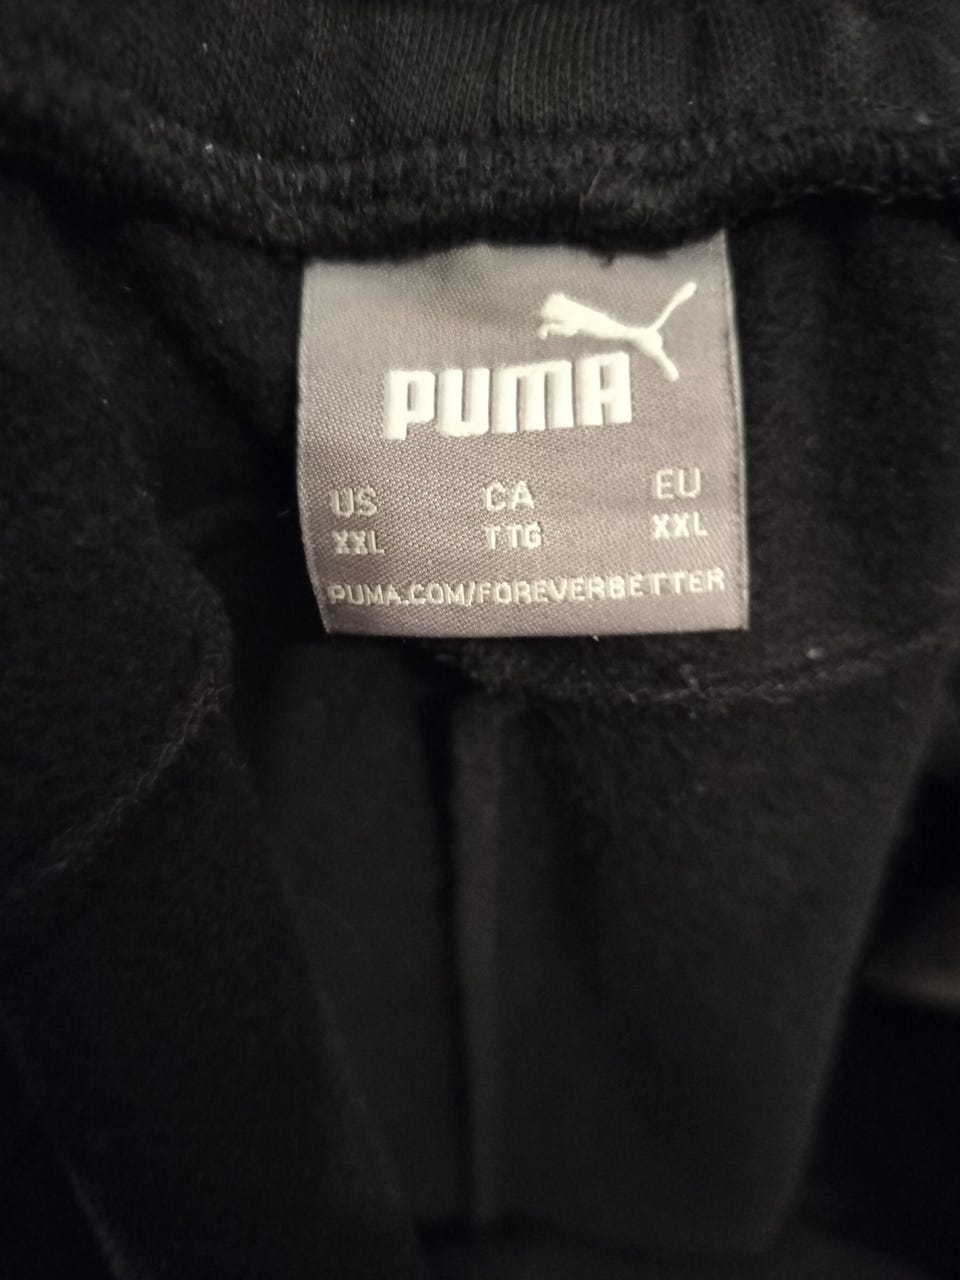 PUMA
US CA EU
XXL TTG XXL
PUMA.COM/FOREVERBETTER